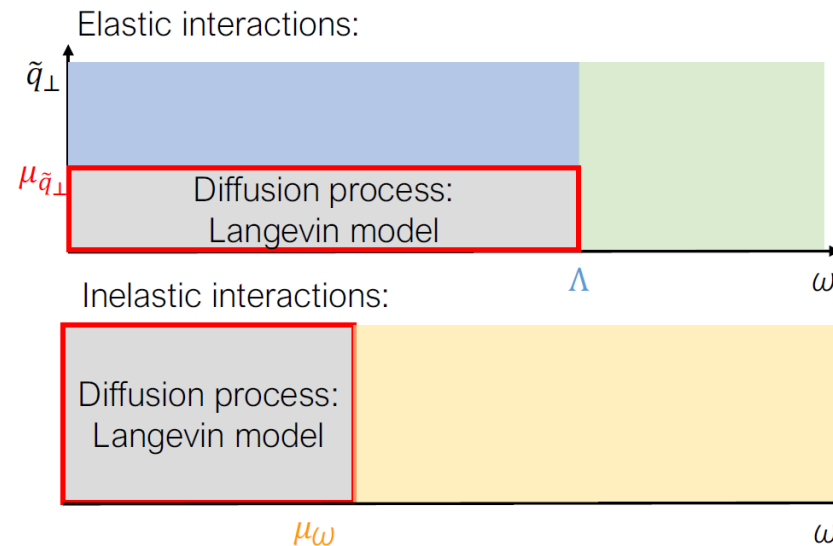 Elastic interactions:
q̃⊥
μq̃⊥
Diffusion process:
Langevin model
Λ
ω
Inelastic interactions:
Diffusion process:
Langevin model
μω
ω